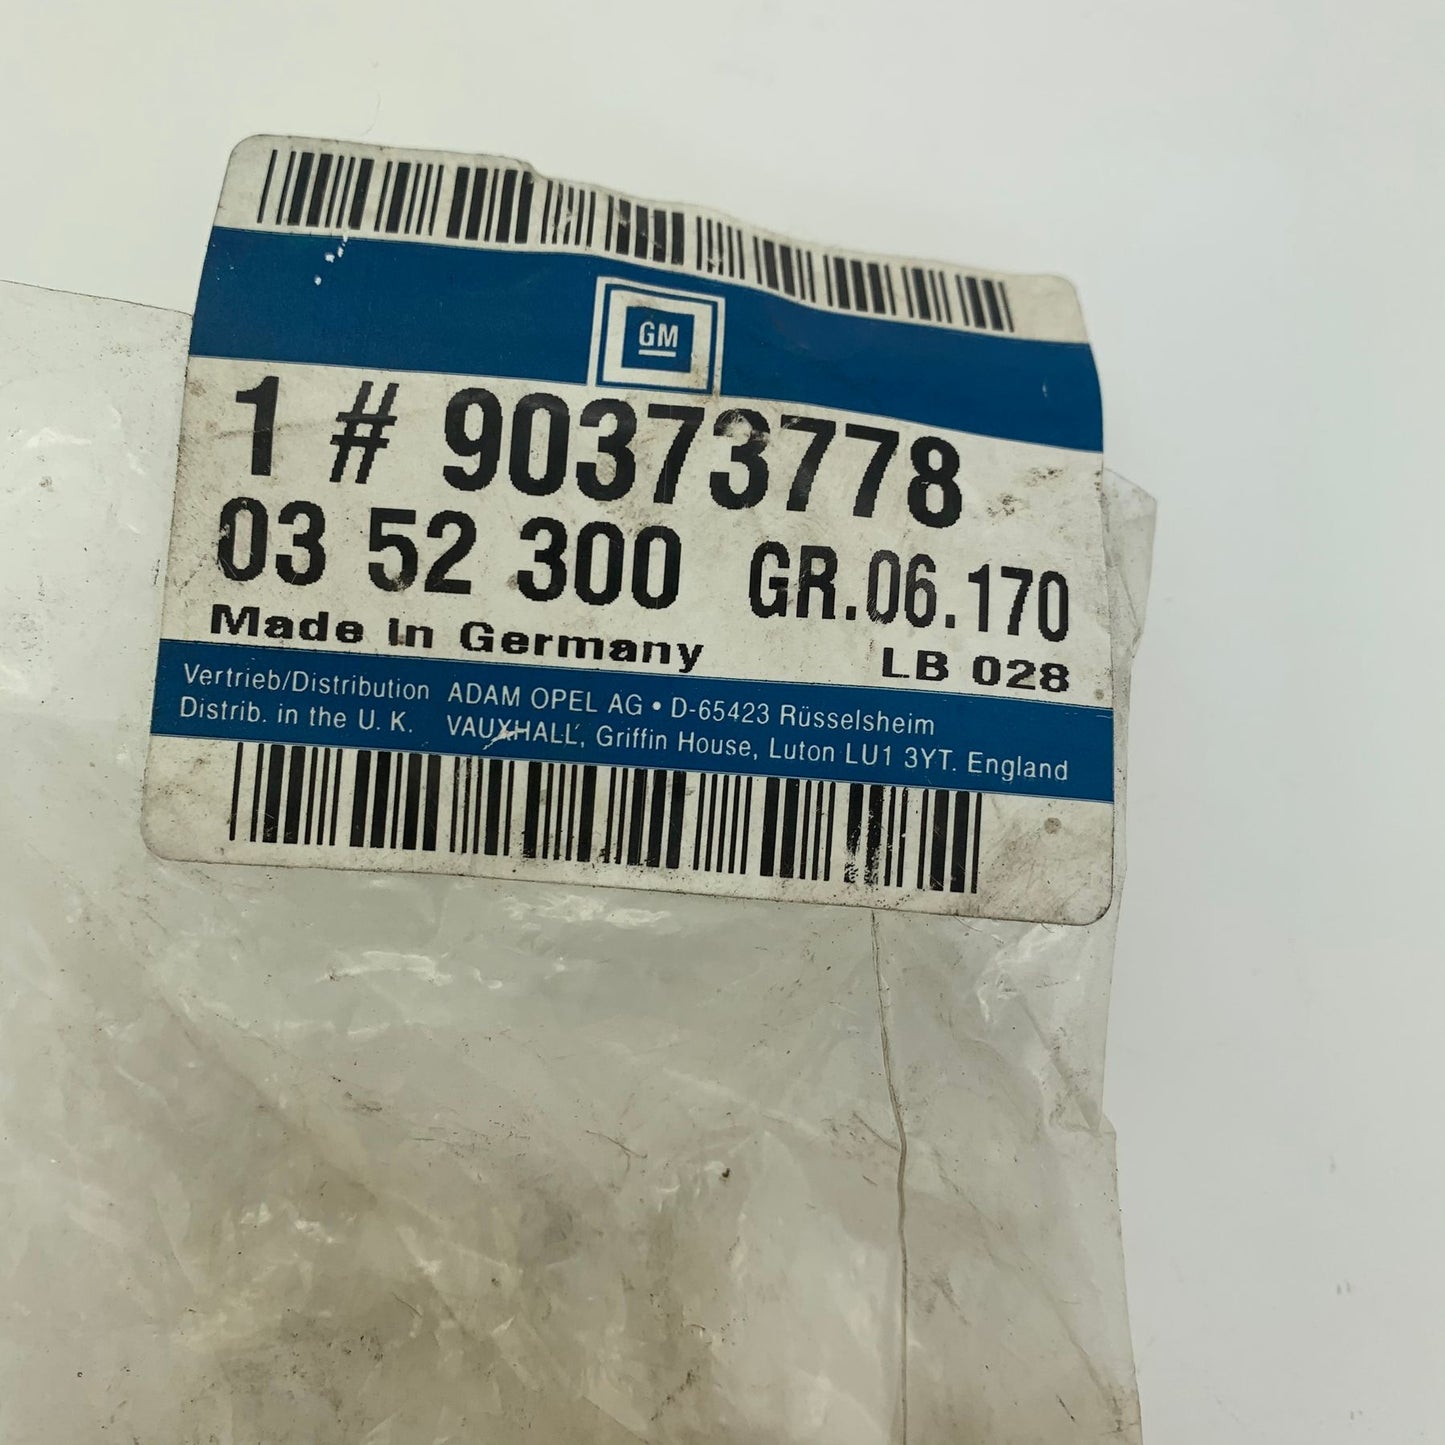 GM
1 # 90373778
03 52 300 GR.06.170
Made in Germany LB 028
Vertrieb/Distribution ADAM OPEL AG • D-65423 Rüsselsheim
Distrib. in the U. K. VAUXHALL, Griffin House, Luton LU1 3YT. England